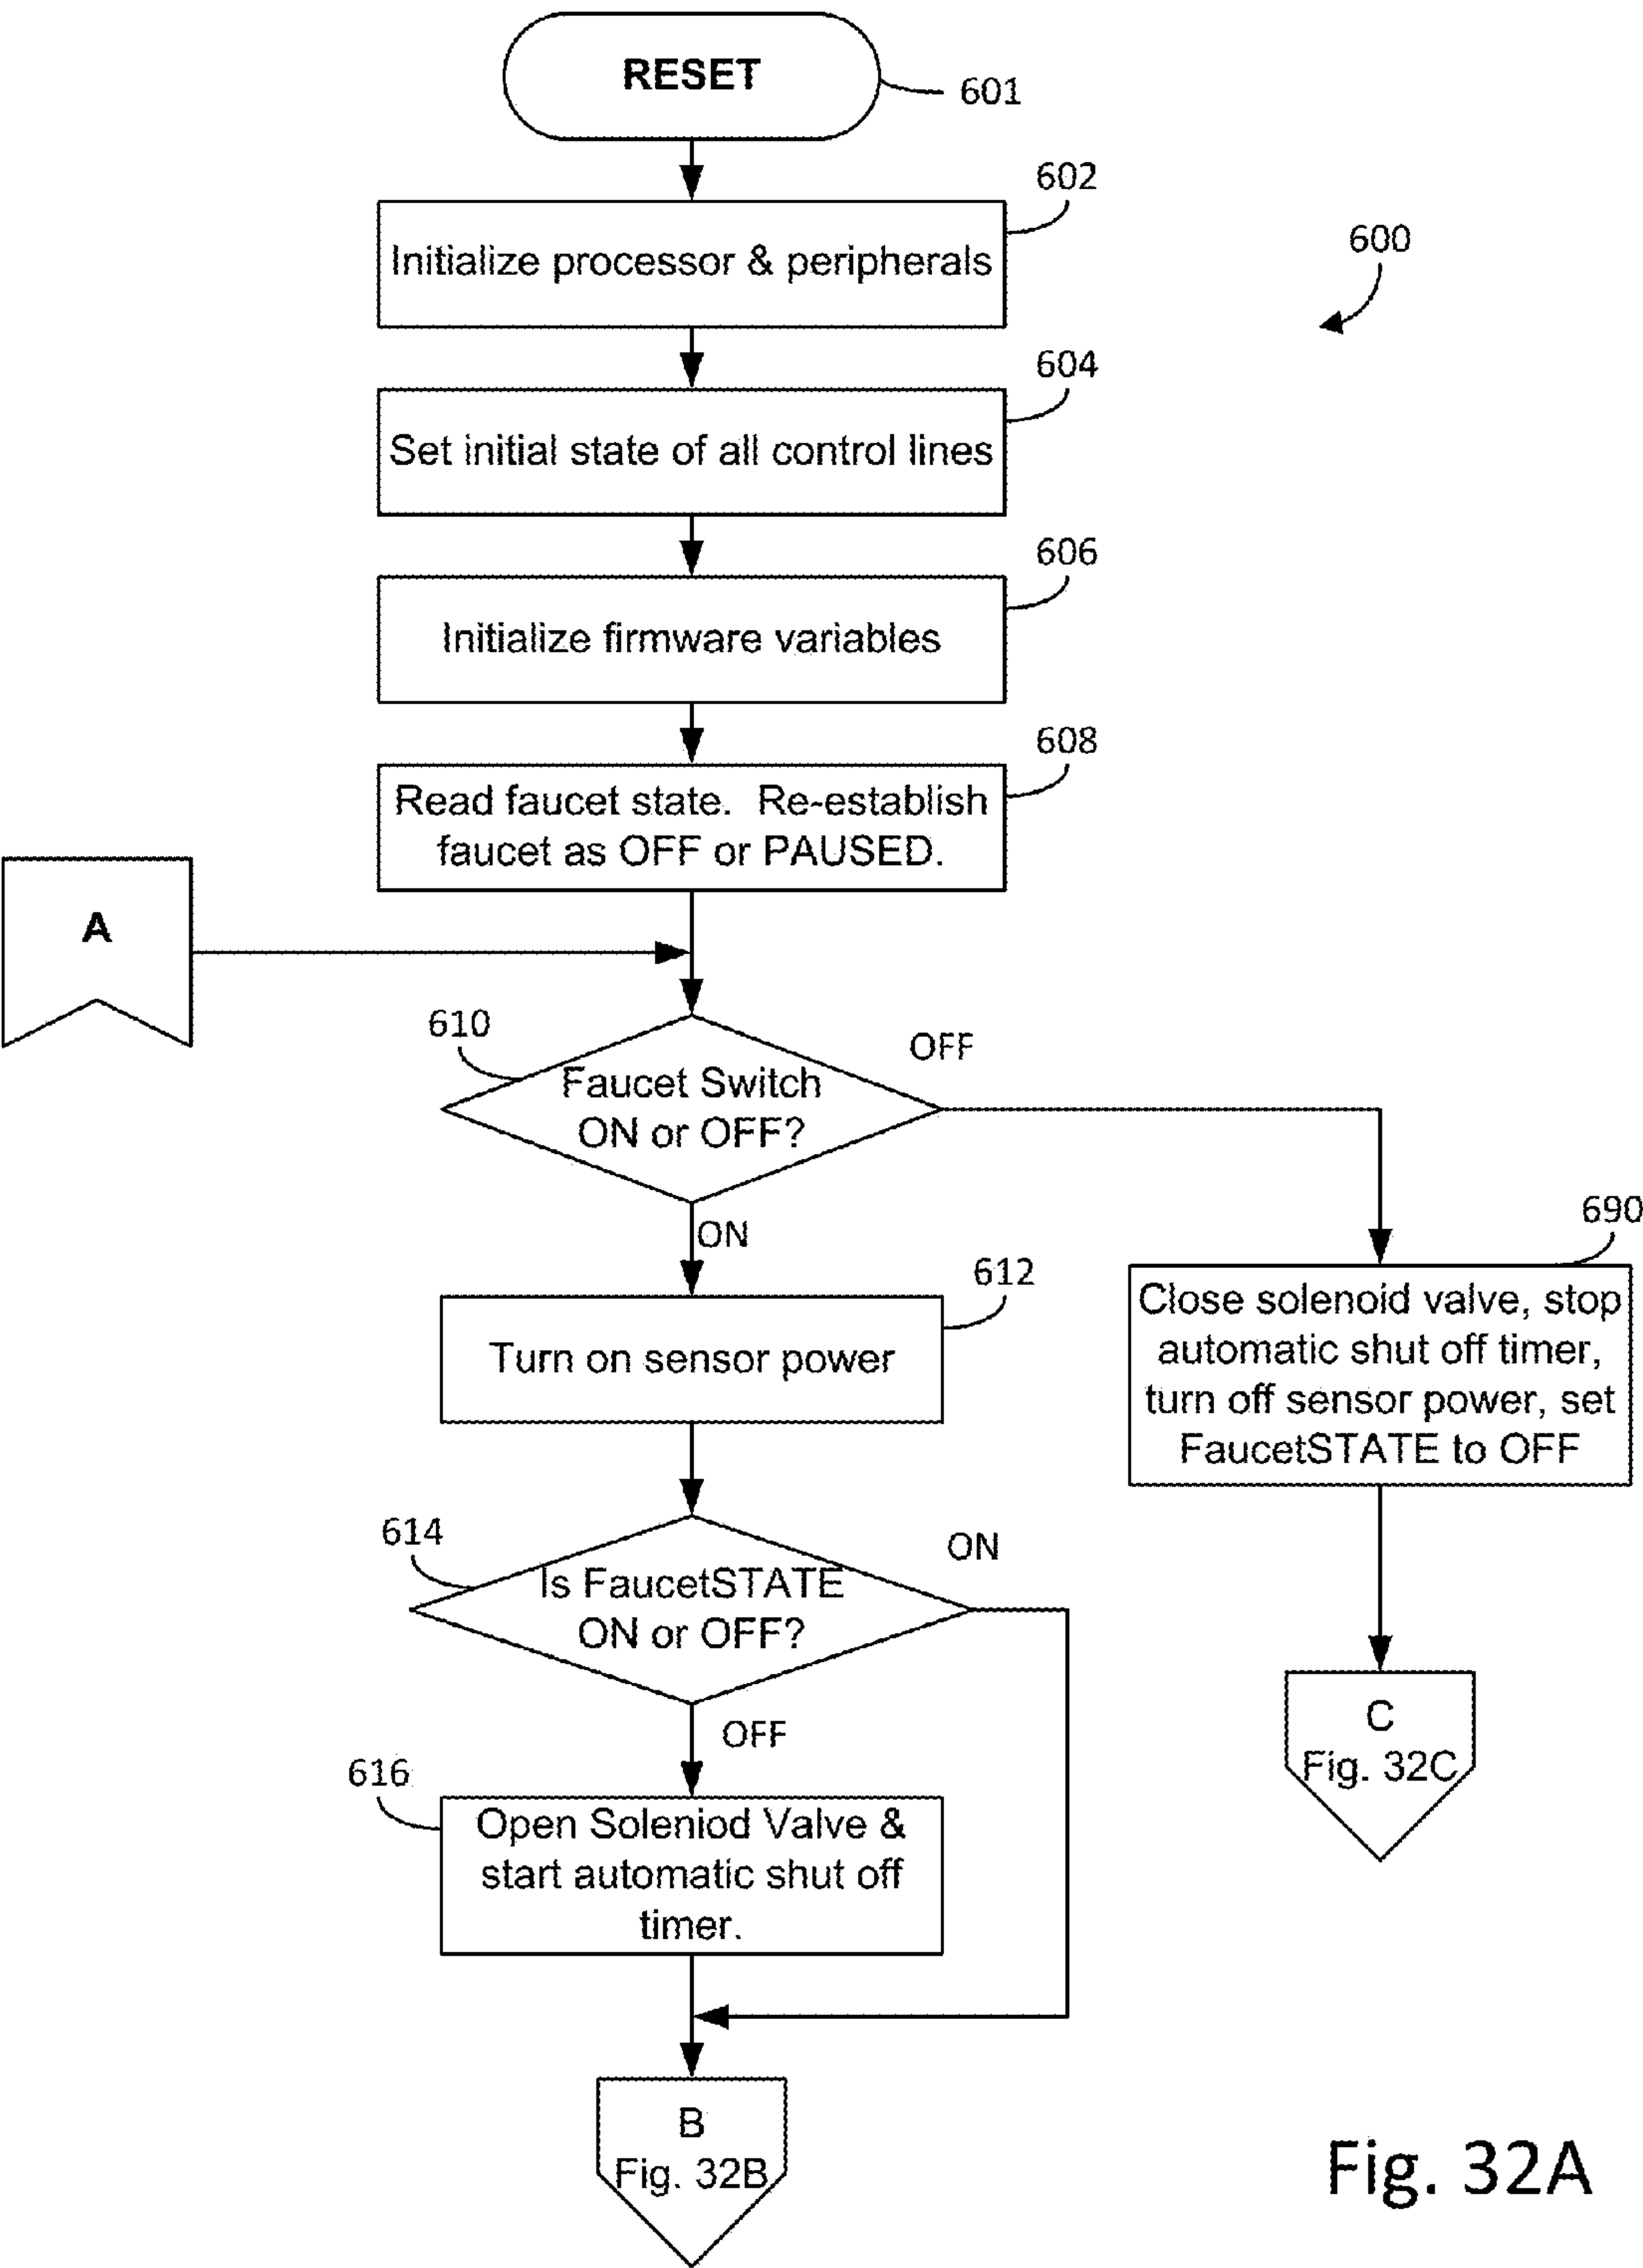 RESET
601
602
Initialize processor & peripherals
600
604
Set initial state of all control lines
606
Initialize firmware variables
608
Read faucet state. Re-establish
faucet as OFF or PAUSED.
A
610
OFF
Faucet Switch
ON or OFF?
ON
690
612
Close solenoid valve, stop
automatic shut off timer,
turn off sensor power, set
FaucetSTATE to OFF
Turn on sensor power
614
ON
Is FaucetSTATE
ON or OFF?
OFF
C
Fig. 32C
616
Open Soleniod Valve &
start automatic shut off
timer.
B
Fig. 32B
Fig. 32A